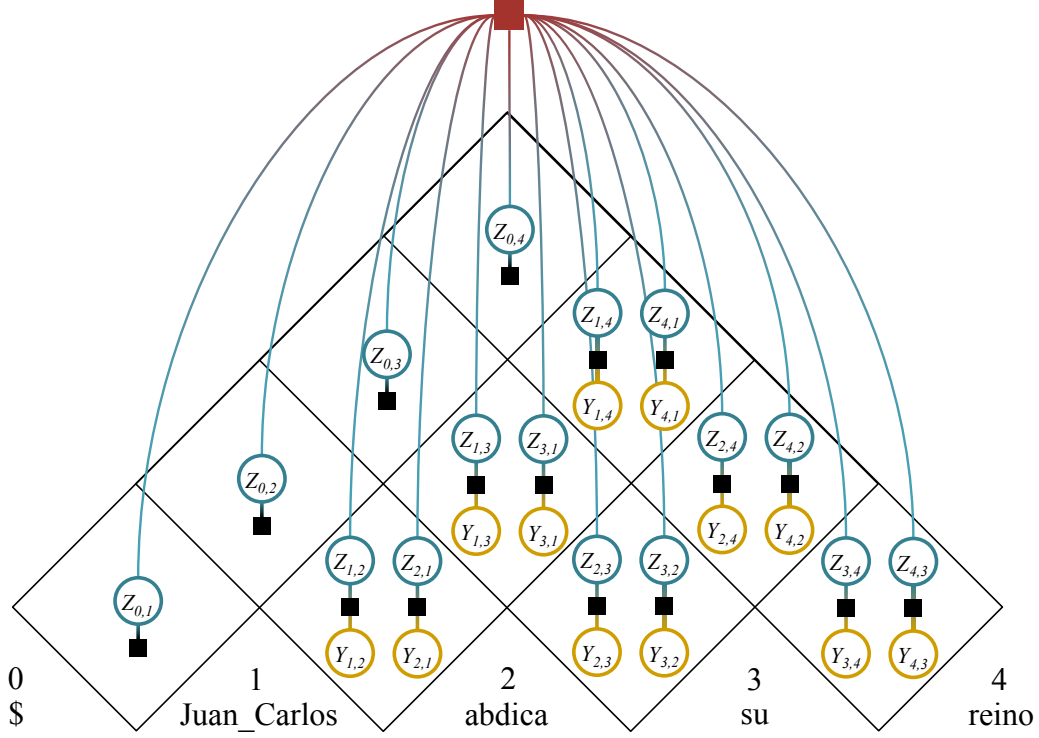 Z0,4
Z1,4 Z4,1
Z0,3
Y1,4 Y4,1
Z1,3 Z3,1 Z2,4 Z4,2
Z0,2
Y1,3 Y3,1 Y2,4 Y4,2
Z1,2 Z2,1 Z2,3 Z3,2 Z3,4 Z4,3
Z0,1
Y1,2 Y2,1 Y2,3 Y3,2 Y3,4 Y4,3
0 1 2 3 4
$ Juan_Carlos abdica su reino